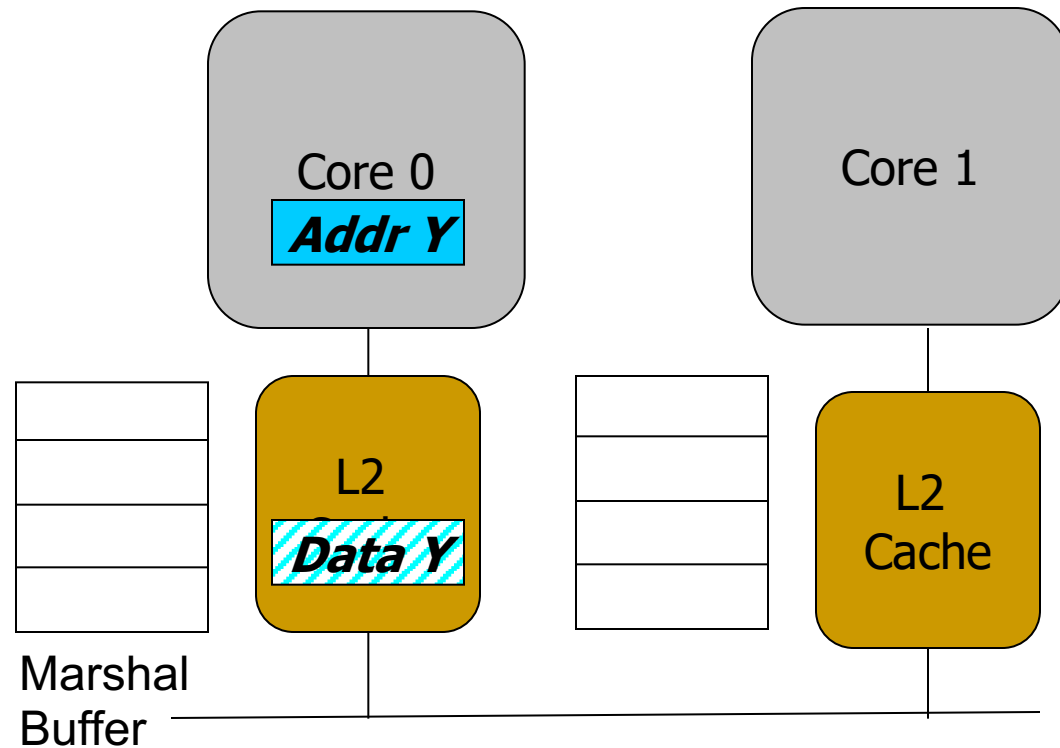 Core 0
Addr Y
Core 1
L2
Data Y
L2
Cache
Marshal
Buffer